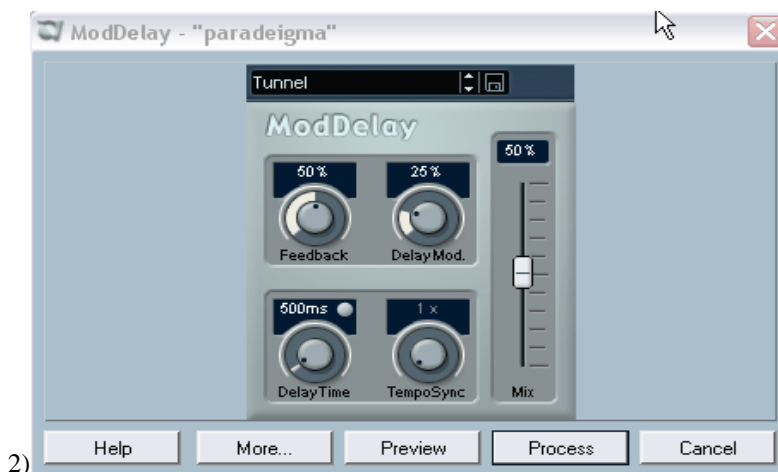 ModDelay - "paradeigma"
Tunnel
ModDelay
50%
50% 25%
Feedback DelayMod.
500ms 1 x
DelayTime TempoSync Mix
2) Help More... Preview Process Cancel